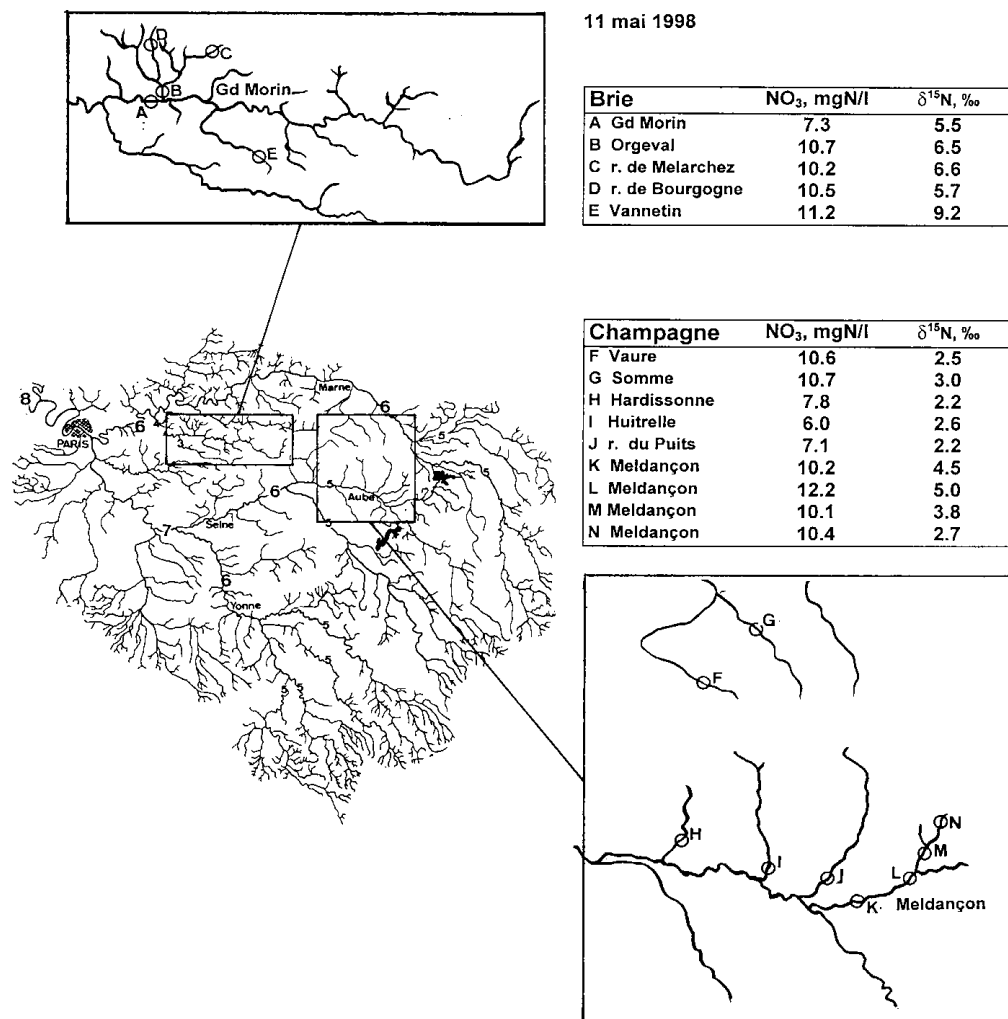 11 mai 1998
D
C
B
Gd Morin
A
E
Brie NO3, mgN/l δ15N, ‰
A Gd Morin 7.3 5.5
B Orgeval 10.7 6.5
C r. de Melarchez 10.2 6.6
D r. de Bourgogne 10.5 5.7
E Vannetin 11.2 9.2
Champagne NO3, mgN/l δ15N, ‰
F Vaure 10.6 2.5
G Somme 10.7 3.0
H Hardissonne 7.8 2.2
I Huitrelle 6.0 2.6
J r. du Puits 7.1 2.2
K Meldançon 10.2 4.5
L Meldançon 12.2 5.0
M Meldançon 10.1 3.8
N Meldançon 10.4 2.7
Marne
8
6
6
PARIS
5
5
6
5
Aube
Seine
7
5
6
Yonne
5
5
5
5
G
F
N
H
M
I
J
L
K
Meldançon